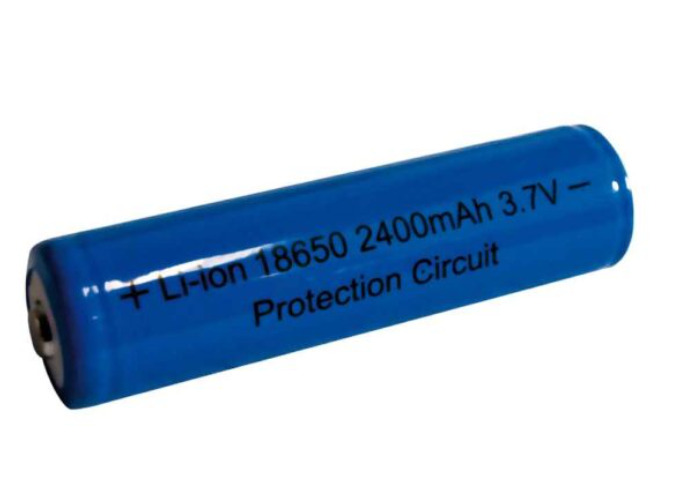 + Li-ion 18650 2400mAh 3.7V -
Protection Circuit